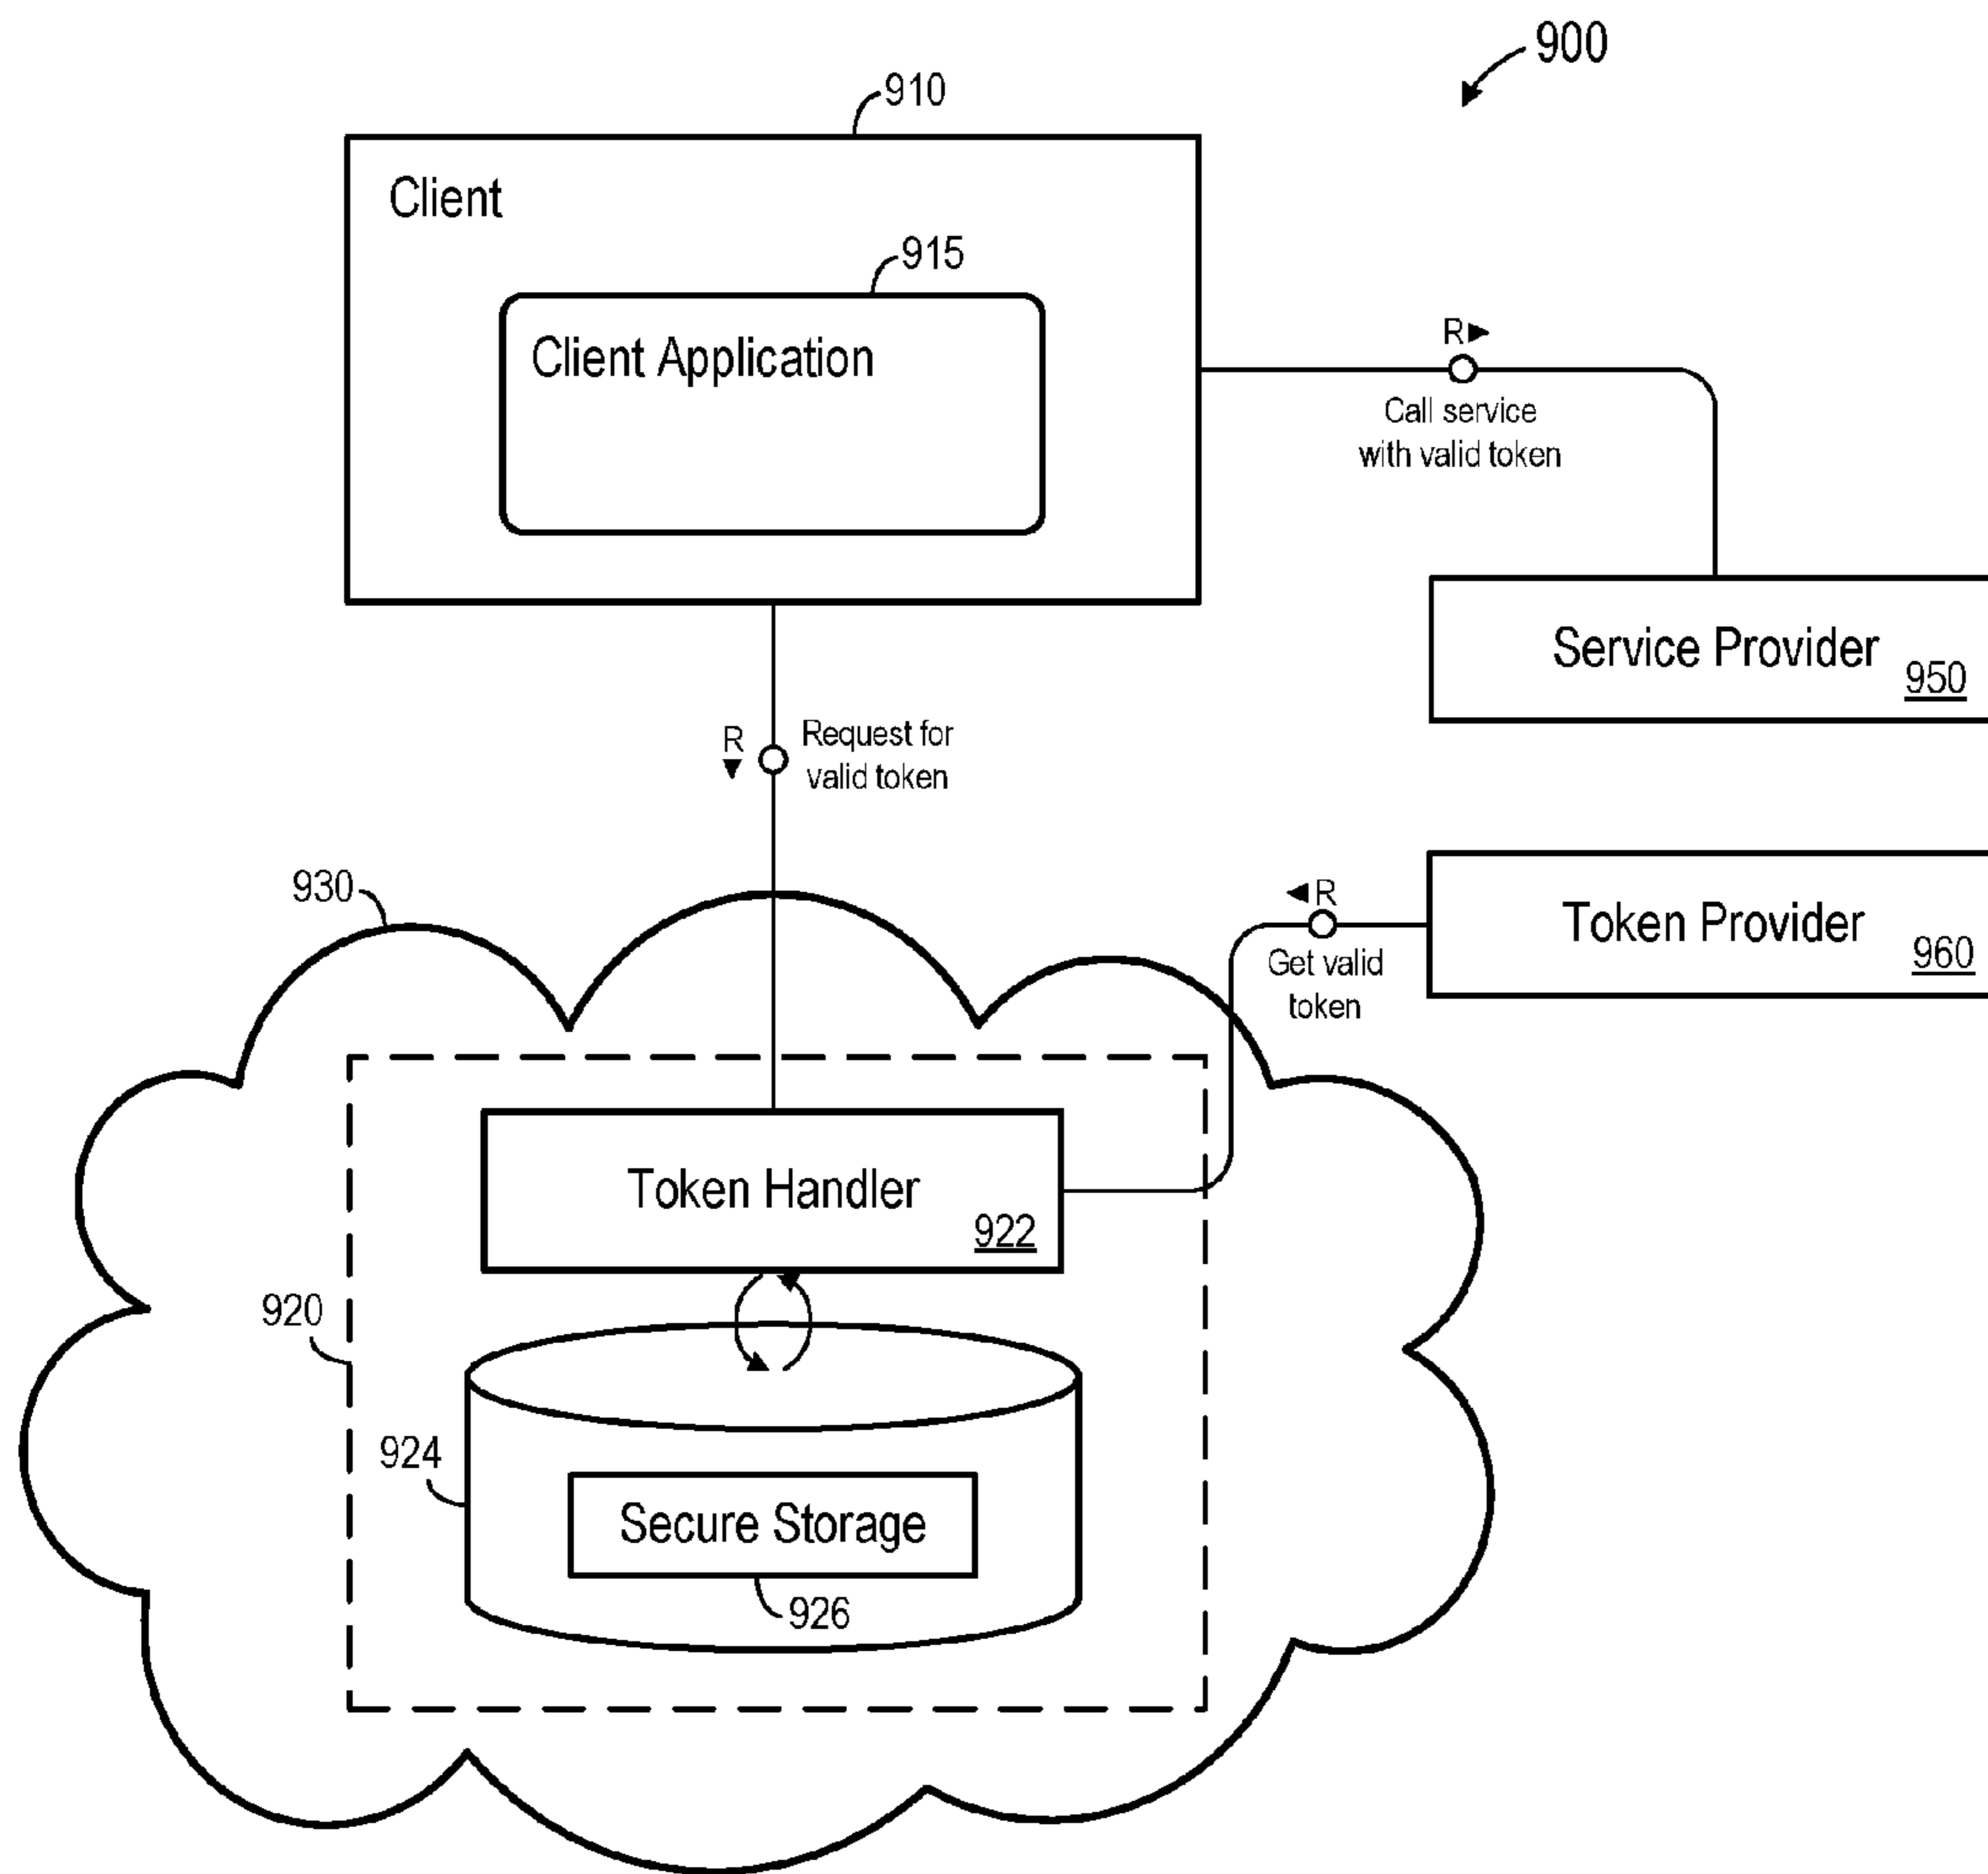 900
910
Client
915
Client Application
R
Call service
with valid token
Service Provider
950
R
Request for
valid token
930
R
Get valid
token
Token Provider
960
Token Handler
922
920
924
Secure Storage
926